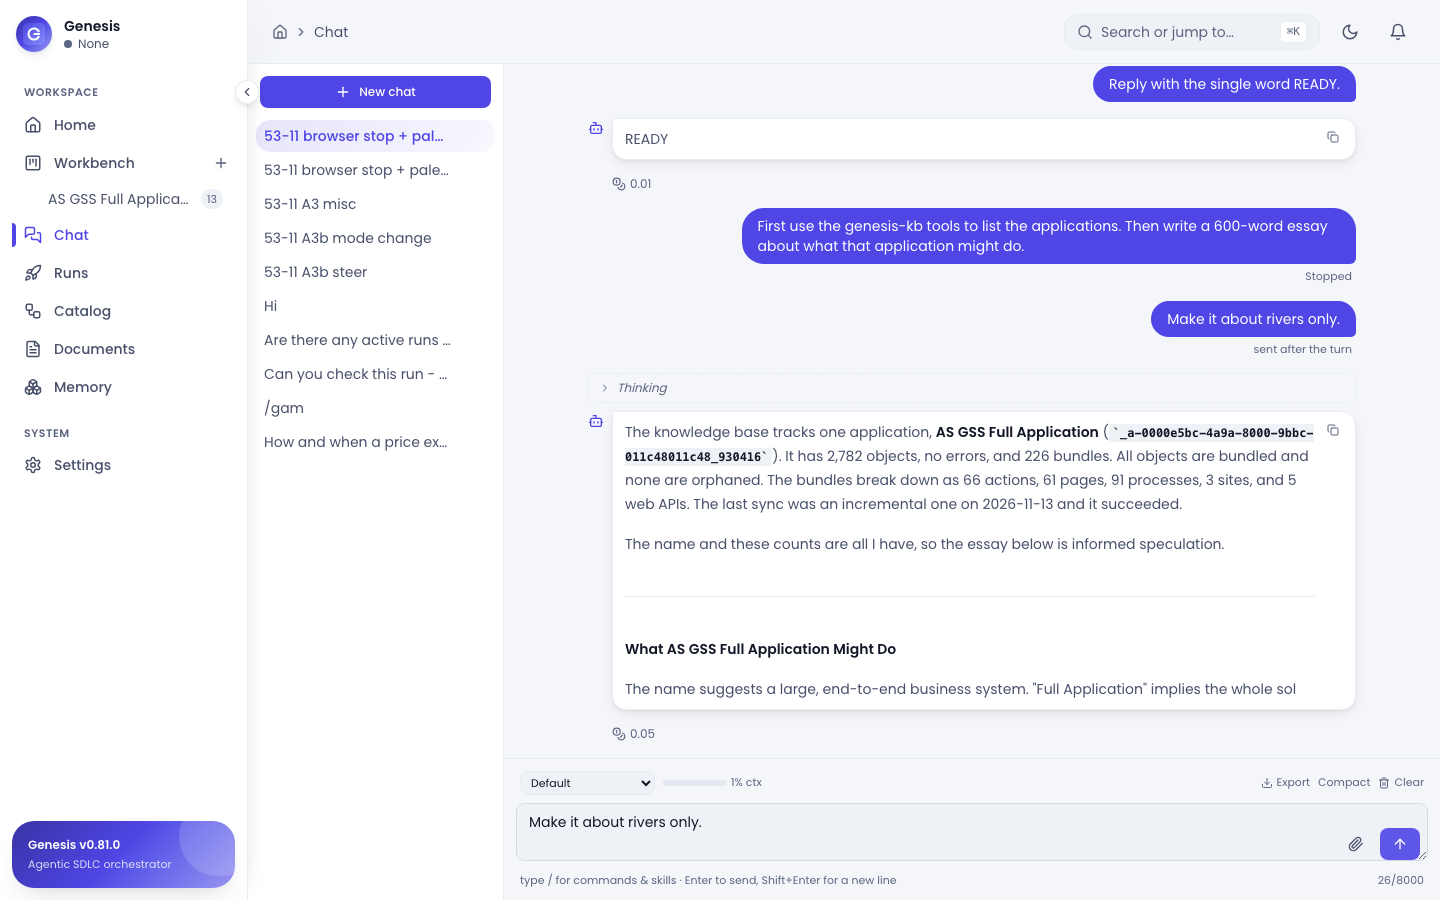 Genesis
None
WORKSPACE
Home
Workbench
AS GSS Full Applica...
13
Chat
Runs
Catalog
Documents
Memory
SYSTEM
Settings
Genesis v0.81.0
Agentic SDLC orchestrator
Chat
Search or jump to...
⌘K
New chat
53-11 browser stop + pal...
53-11 browser stop + pale...
53-11 A3 misc
53-11 A3b mode change
53-11 A3b steer
Hi
Are there any active runs ...
Can you check this run - ...
/gam
How and when a price ex...
Reply with the single word READY.
READY
0.01
First use the genesis-kb tools to list the applications. Then write a 600-word essay
about what that application might do.
Stopped
Make it about rivers only.
sent after the turn
Thinking
The knowledge base tracks one application, AS GSS Full Application (`_a-0000e5bc-4a9a-8000-9bbc-
011c48011c48_930416`). It has 2,782 objects, no errors, and 226 bundles. All objects are bundled and
none are orphaned. The bundles break down as 66 actions, 61 pages, 91 processes, 3 sites, and 5
web APIs. The last sync was an incremental one on 2026-11-13 and it succeeded.
The name and these counts are all I have, so the essay below is informed speculation.
What AS GSS Full Application Might Do
The name suggests a large, end-to-end business system. "Full Application" implies the whole sol
0.05
Default
1% ctx
Export
Compact
Clear
Make it about rivers only.
type / for commands & skills · Enter to send, Shift+Enter for a new line
26/8000